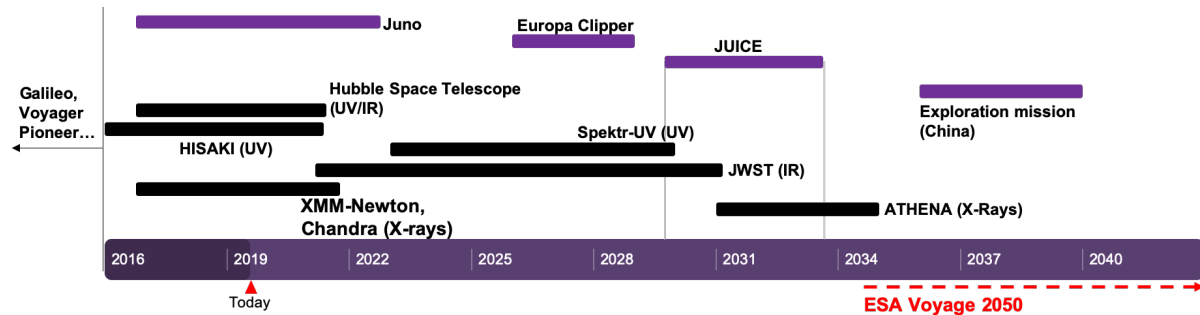 Juno
Europa Clipper
JUICE
Galileo,
Voyager
Pioneer…
Hubble Space Telescope
(UV/IR)
Exploration mission
(China)
HISAKI (UV)
Spektr-UV (UV)
JWST (IR)
XMM-Newton,
Chandra (X-rays)
ATHENA (X-Rays)
2016 2019 2022 2025 2028 2031 2034 2037 2040
Today
ESA Voyage 2050